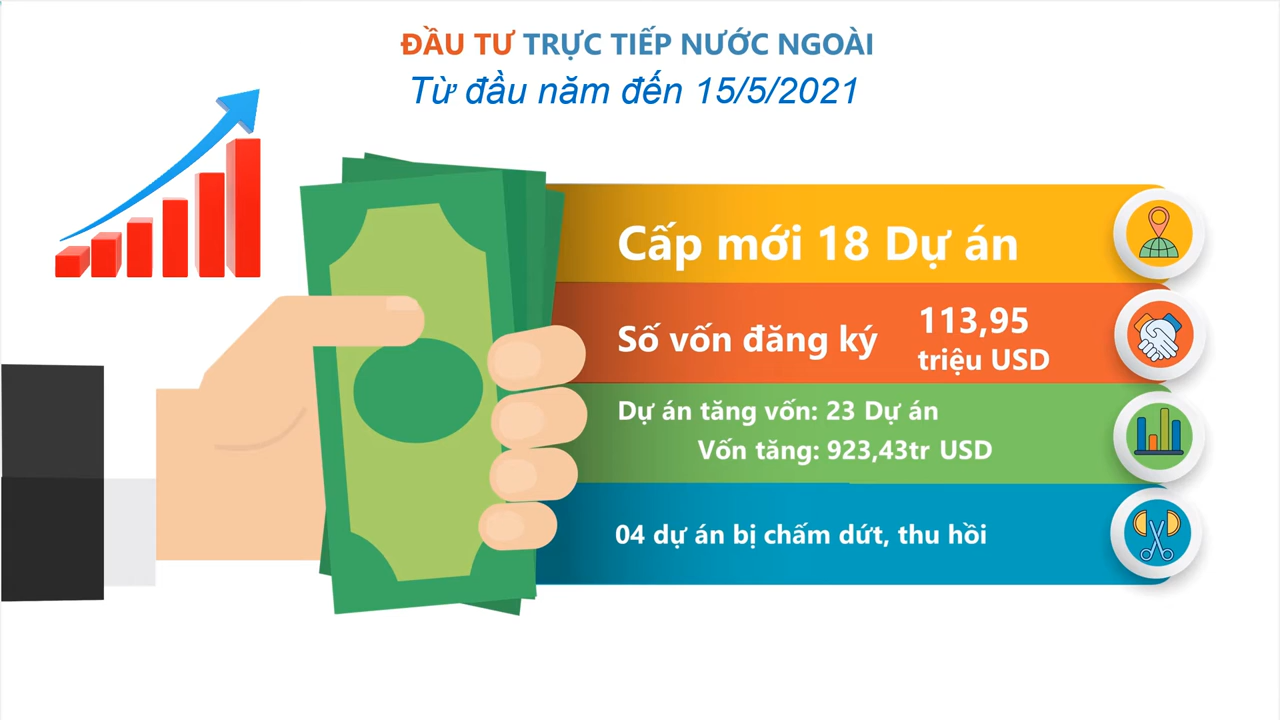 ĐẦU TƯ TRỰC TIẾP NƯỚC NGOÀI
Từ đầu năm đến 15/5/2021
Cấp mới 18 Dự án
Số vốn đăng ký
113,95
triệu USD
Dự án tăng vốn: 23 Dự án
Vốn tăng: 923,43tr USD
04 dự án bị chấm dứt, thu hồi